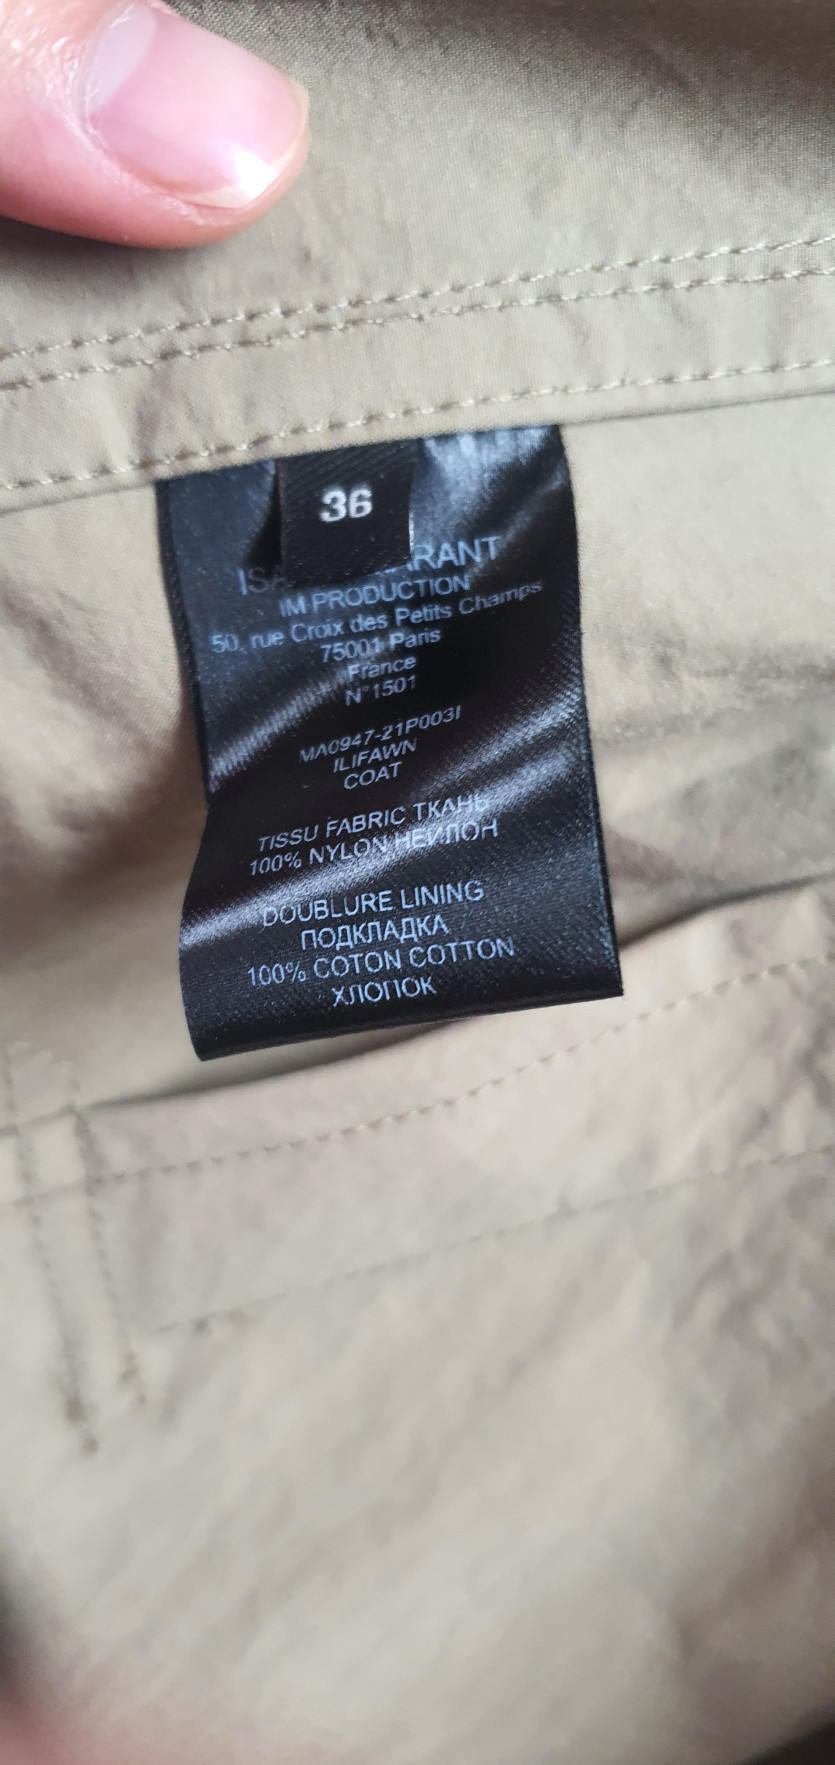 36
IM PRODUCTION
50, rue Croix des Petits Champs
75001 Paris
France
N°1501
MA0947-21P003I
ILIFAWN
COAT
TISSU FABRIC ТКАНЬ
100% NYLON НЕЙЛОН
DOUBLURE LINING
ПОДКЛАДКА
100% COTON COTTON
ХЛОПОК